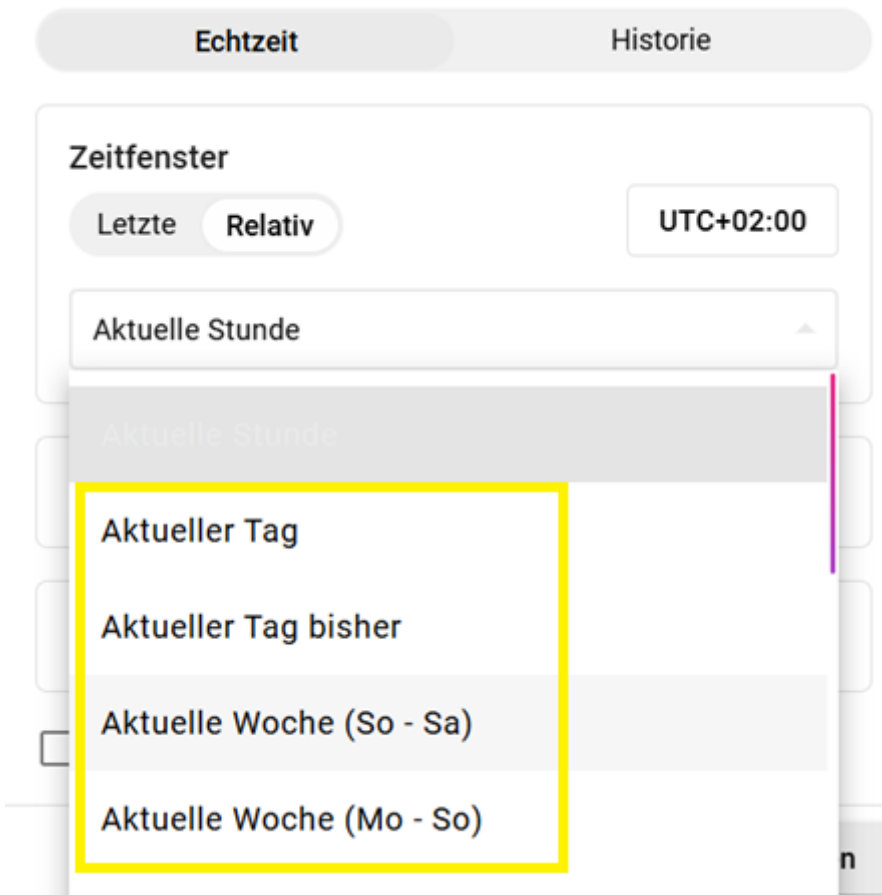 Echtzeit Historie
Zeitfenster
Letzte Relativ UTC+02:00
Aktuelle Stunde
Aktuelle Stunde
Aktueller Tag
Aktueller Tag bisher
Aktuelle Woche (So - Sa)
Aktuelle Woche (Mo - So)
n